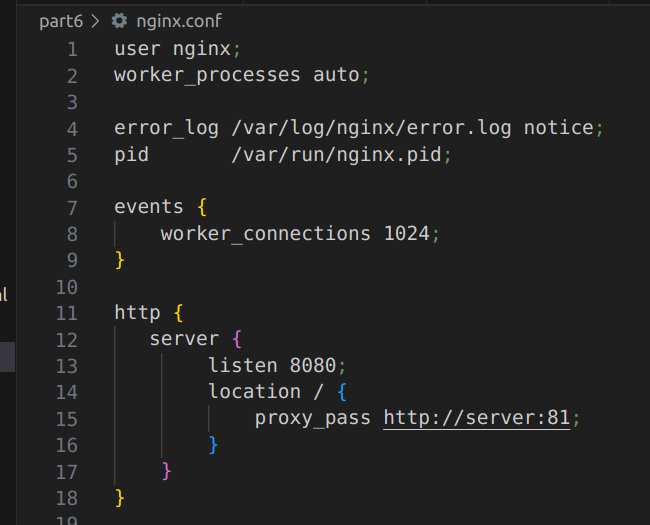 part6 > nginx.conf
1 user nginx;
2 worker_processes auto;
3
4 error_log /var/log/nginx/error.log notice;
5 pid       /var/run/nginx.pid;
6
7 events {
8     worker_connections 1024;
9 }
10
11 http {
12    server {
13         listen 8080;
14         location / {
15             proxy_pass http://server:81;
16         }
17     }
18 }
19